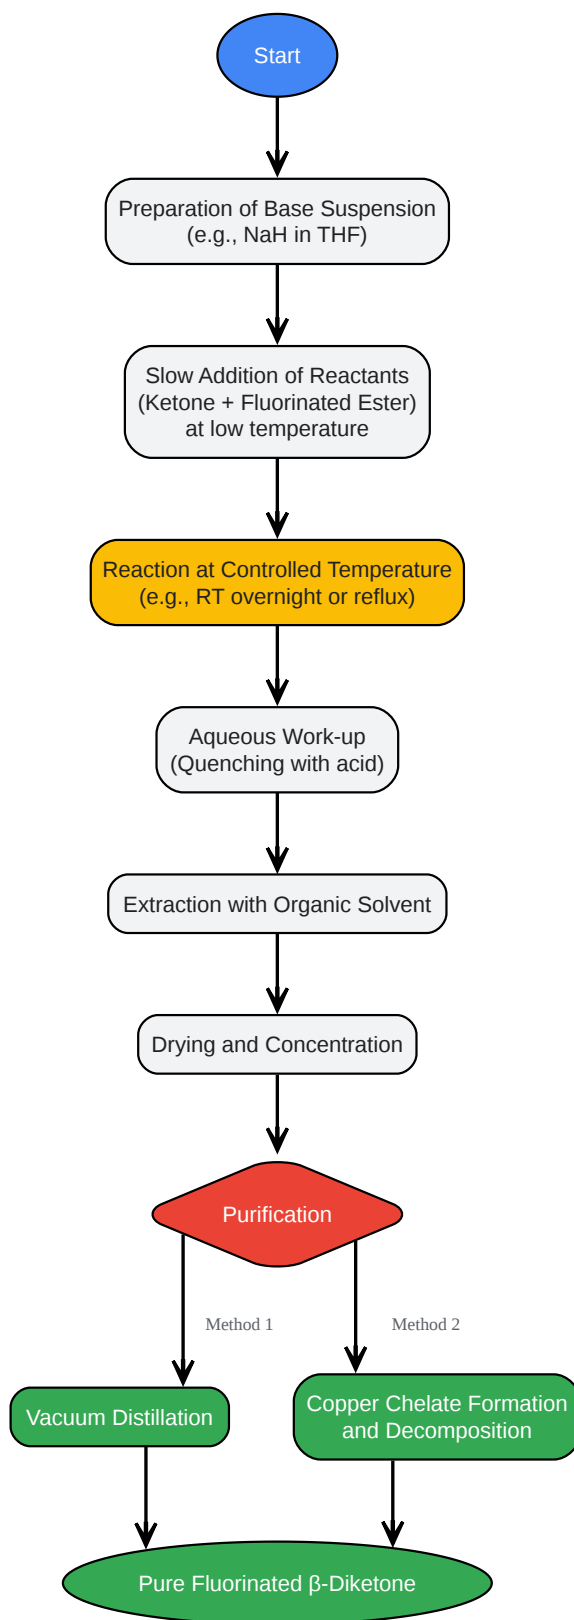 Start
Preparation of Base Suspension
(e.g., NaH in THF)
Slow Addition of Reactants
(Ketone + Fluorinated Ester)
at low temperature
Reaction at Controlled Temperature
(e.g., RT overnight or reflux)
Aqueous Work-up
(Quenching with acid)
Extraction with Organic Solvent
Drying and Concentration
Purification
Method 1
Method 2
Vacuum Distillation
Copper Chelate Formation
and Decomposition
Pure Fluorinated β-Diketone